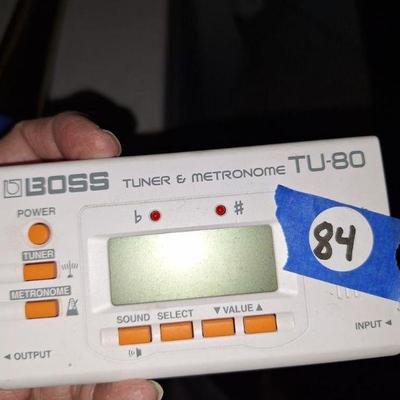 BOSS TUNER & METRONOME TU-80
POWER
♭ #
84
TUNER
METRONOME
SOUND SELECT ▼ VALUE ▲
INPUT ◄
◄ OUTPUT